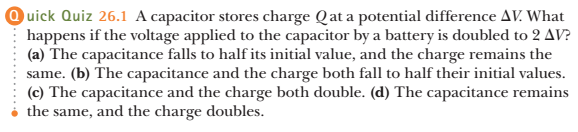 Quick Quiz 26.1 A capacitor stores charge Q at a potential difference ΔV. What
happens if the voltage applied to the capacitor by a battery is doubled to 2 ΔV?
(a) The capacitance falls to half its initial value, and the charge remains the
same. (b) The capacitance and the charge both fall to half their initial values.
(c) The capacitance and the charge both double. (d) The capacitance remains
the same, and the charge doubles.